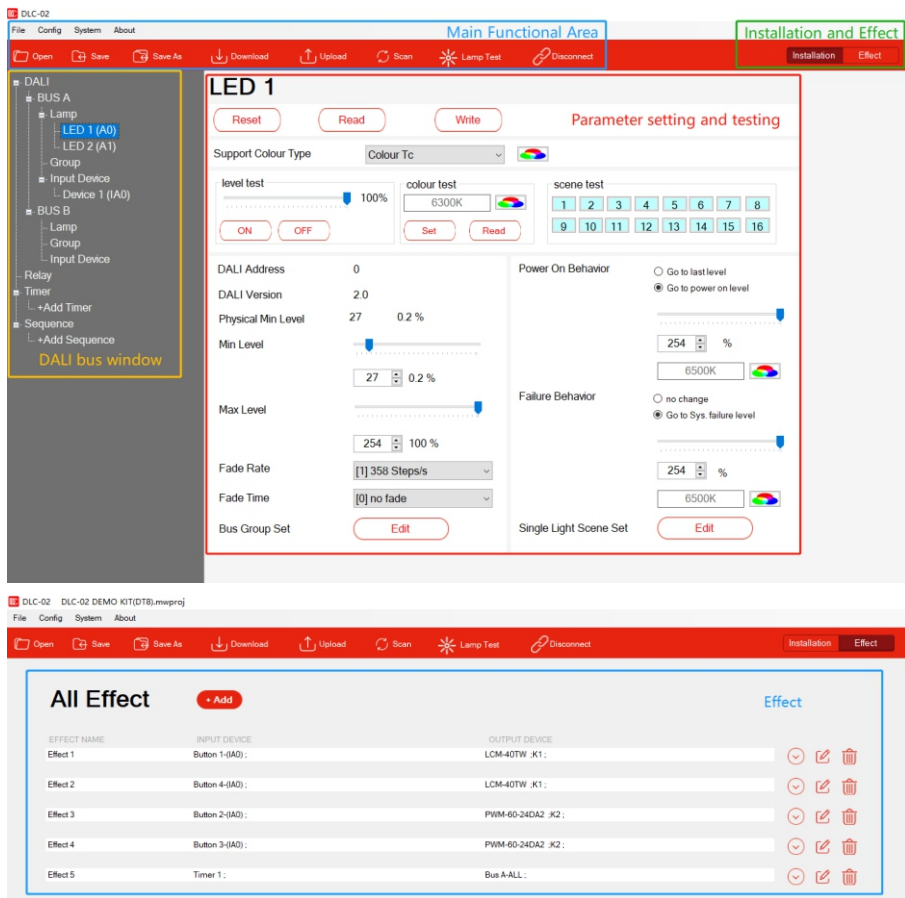 DLC-02
File Config System About
Main Functional Area
Installation and Effect
Open Save Save As Download Upload Scan Lamp Test Disconnect Installation Effect
DALI
BUS A
Lamp
LED 1 (A0)
LED 2 (A1)
Group
Input Device
Device 1 (IA0)
BUS B
Lamp
Group
Input Device
Relay
Timer
+Add Timer
Sequence
+Add Sequence
DALI bus window
LED 1
Reset Read Write
Parameter setting and testing
Support Colour Type Colour Tc
level test
100%
ON OFF
colour test
6300K
Set Read
scene test
1 2 3 4 5 6 7 8
9 10 11 12 13 14 15 16
DALI Address 0
DALI Version 2.0
Physical Min Level 27 0.2 %
Min Level
27 0.2 %
Max Level
254 100 %
Fade Rate [1] 358 Steps/s
Fade Time [0] no fade
Bus Group Set Edit
Power On Behavior
Go to last level
Go to power on level
254 %
6500K
Failure Behavior
no change
Go to Sys. failure level
254 %
6500K
Single Light Scene Set Edit
DLC-02 DLC-02 DEMO KIT(DT8).mwproj
File Config System About
Open Save Save As Download Upload Scan Lamp Test Disconnect Installation Effect
All Effect + Add
Effect
EFFECT NAME INPUT DEVICE OUTPUT DEVICE
Effect 1 Button 1-(IA0) ; LCM-40TW ;K1 ;
Effect 2 Button 4-(IA0) ; LCM-40TW ;K1 ;
Effect 3 Button 2-(IA0) ; PWM-60-24DA2 ;K2 ;
Effect 4 Button 3-(IA0) ; PWM-60-24DA2 ;K2 ;
Effect 5 Timer 1 ; Bus A-ALL ;